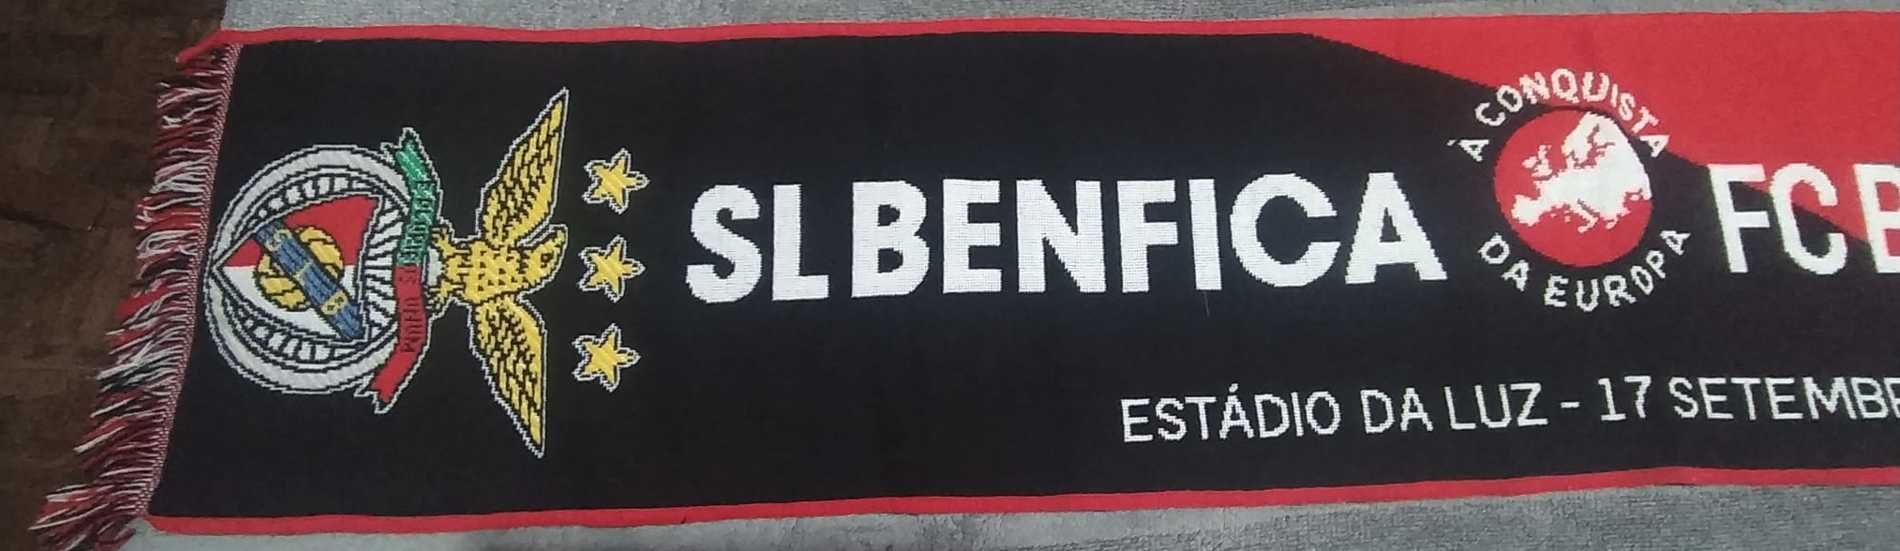 SL BENFICA
À CONQUISTA
DA EUROPA
FC B
ESTÁDIO DA LUZ - 17 SETEMB